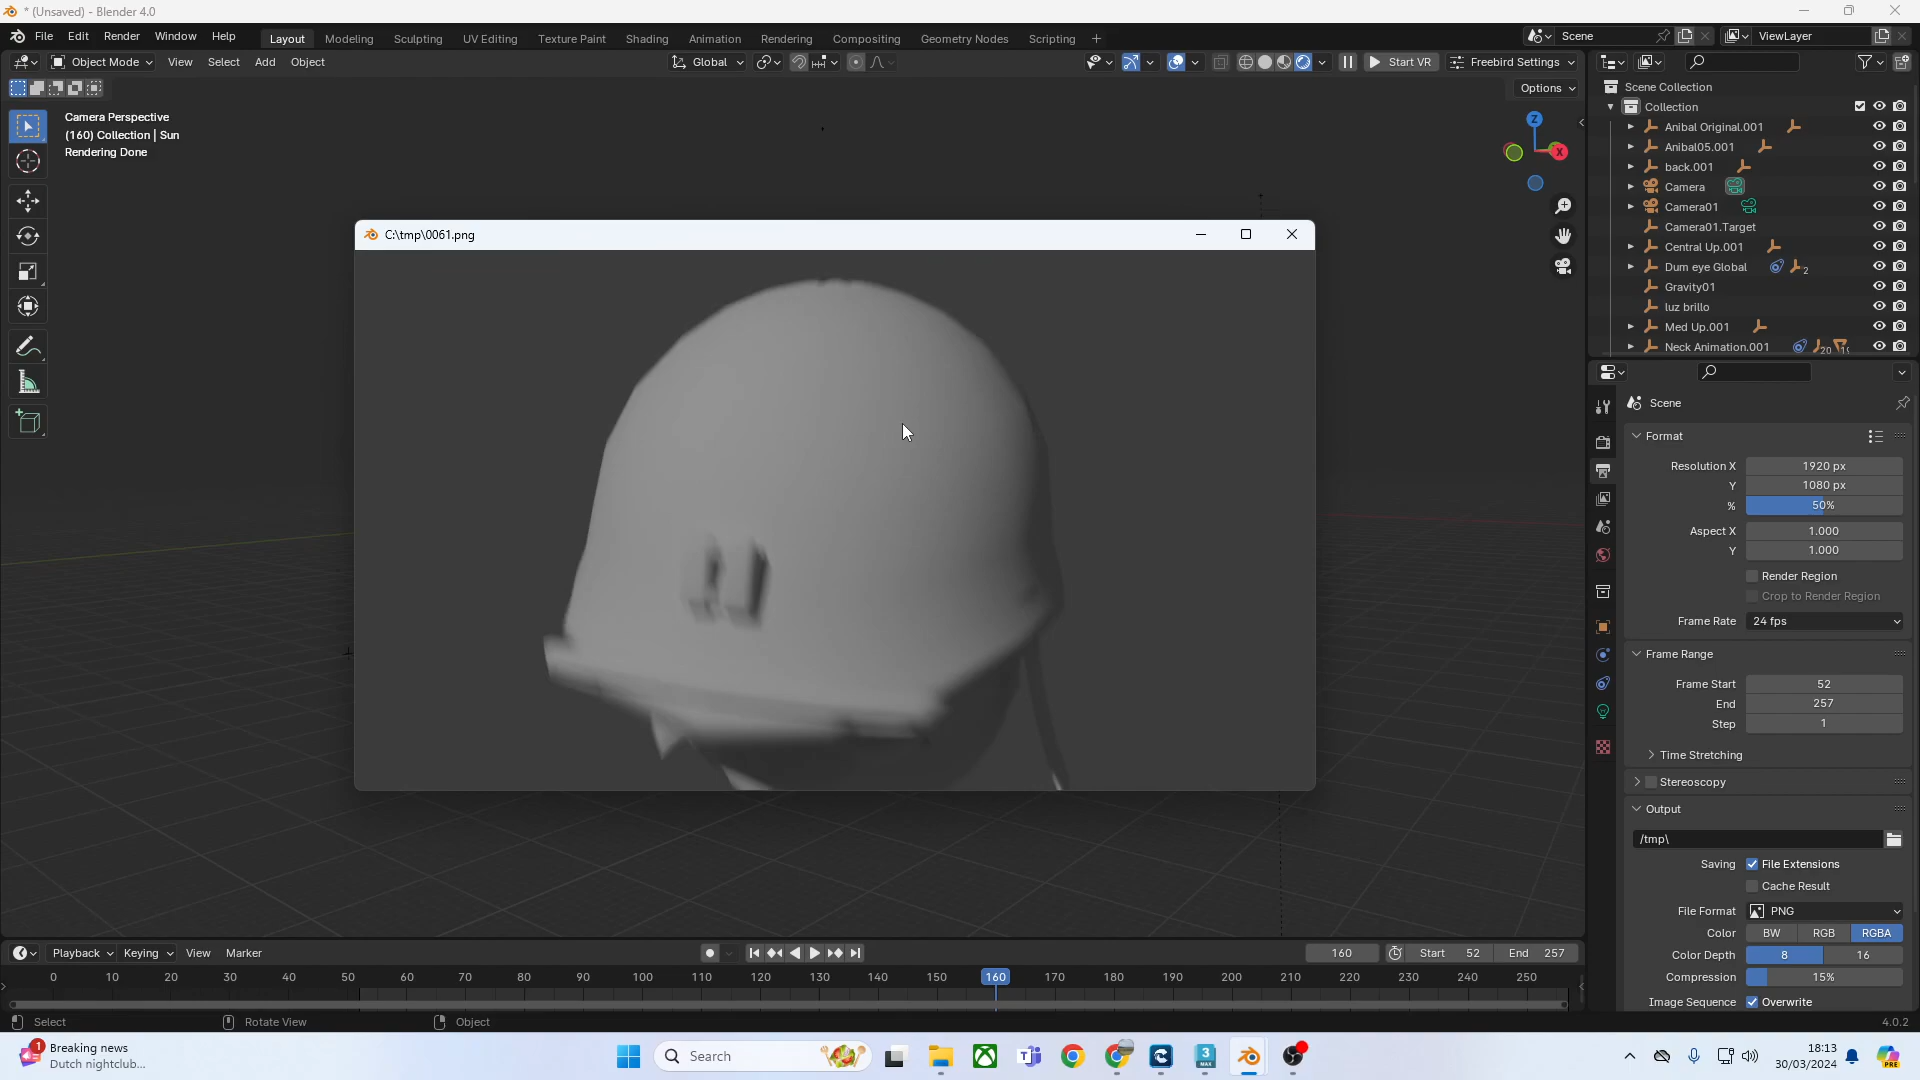 * (Unsaved) - Blender 4.0
File Edit Render Window Help
Layout Modeling Sculpting UV Editing Texture Paint Shading Animation Rendering Compositing Geometry Nodes Scripting +
Scene
ViewLayer
Object Mode View Select Add Object
Global
Start VR
Freebird Settings
Options
Camera Perspective
(160) Collection | Sun
Rendering Done
Z
X
C:\tmp\0061.png
Scene Collection
Collection
Anibal Original.001
Anibal05.001
back.001
Camera
Camera01
Camera01.Target
Central Up.001
Dum eye Global
2
Gravity01
luz brillo
Med Up.001
Neck Animation.001
20
Scene
Format
Resolution X 1920 px
Y 1080 px
% 50%
Aspect X 1.000
Y 1.000
Render Region
Crop to Render Region
Frame Rate 24 fps
Frame Range
Frame Start 52
End 257
Step 1
Time Stretching
Stereoscopy
Output
/tmp\
Saving File Extensions
Cache Result
File Format PNG
Color BW RGB RGBA
Color Depth 8 16
Compression 15%
Image Sequence Overwrite
Playback Keying View Marker
160
Start 52
End 257
0 10 20 30 40 50 60 70 80 90 100 110 120 130 140 150 160 170 180 190 200 210 220 230 240 250
Select
Rotate View
Object
4.0.2
1
Breaking news
Dutch nightclub...
Search
3
MAX
18:13
30/03/2024
PRE